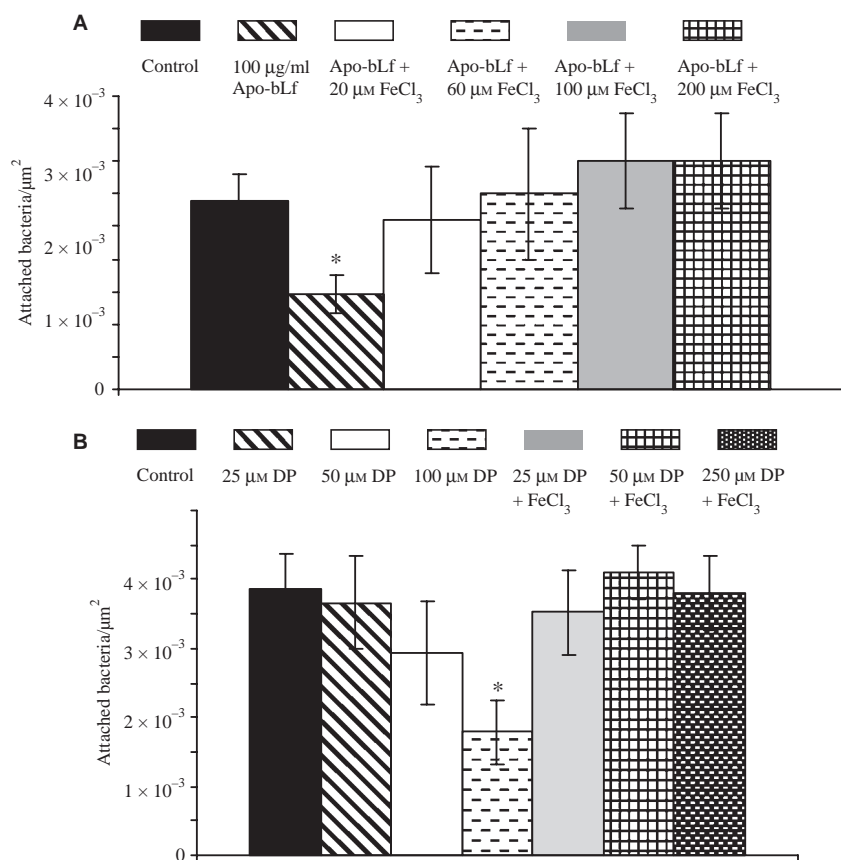 A
Control
100 μg/ml
Apo-bLf
Apo-bLf +
20 μM FeCl₃
Apo-bLf +
60 μM FeCl₃
Apo-bLf +
100 μM FeCl₃
Apo-bLf +
200 μM FeCl₃
Attached bacteria/μm²
4 × 10⁻³
3 × 10⁻³
2 × 10⁻³
1 × 10⁻³
0
*
B
Control
25 μM DP
50 μM DP
100 μM DP
25 μM DP
+ FeCl₃
50 μM DP
+ FeCl₃
250 μM DP
+ FeCl₃
Attached bacteria/μm²
4 × 10⁻³
3 × 10⁻³
2 × 10⁻³
1 × 10⁻³
0
*